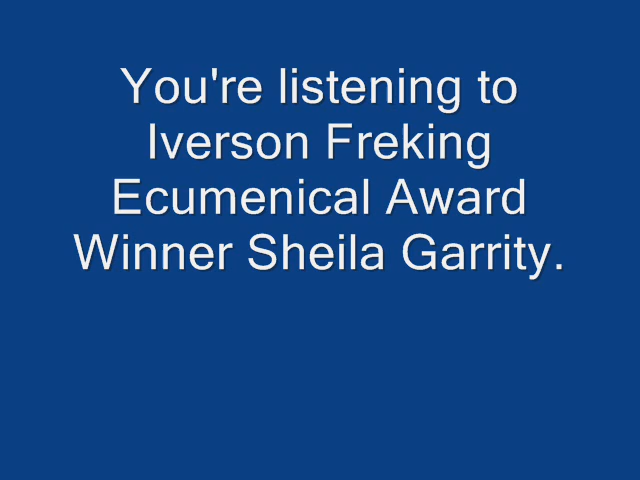 You're listening to
Iverson Freking
Ecumenical Award
Winner Sheila Garrity.